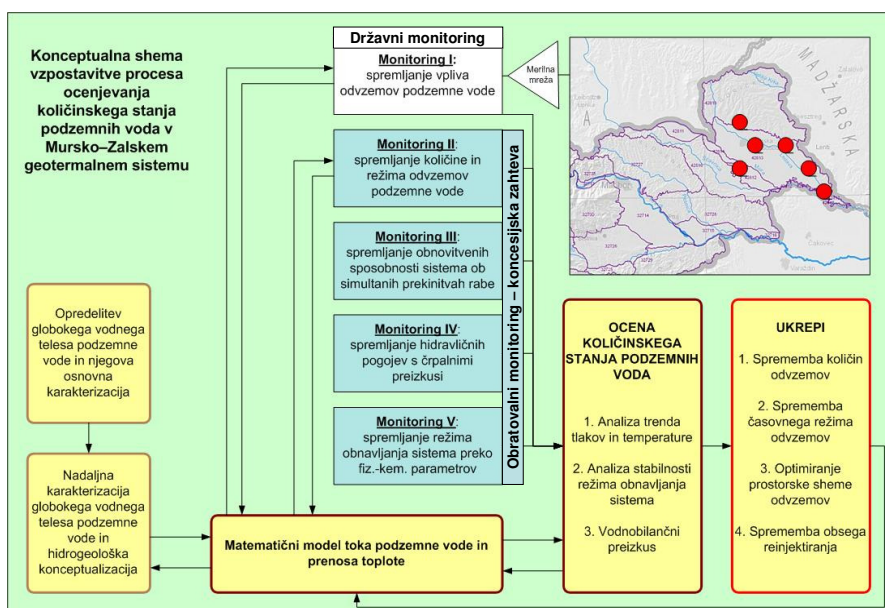 Konceptualna shema
vzpostavitve procesa
ocenjevanja
količinskega stanja
podzemnih voda v
Mursko–Zalskem
geotermalnem sistemu
Državni monitoring
Monitoring I:
spremljanje vpliva
odvzemov podzemne
vode
Merilna
mreža
MADŽARSKA
A
Monitoring II:
spremljanje količine in
režima odvzemov
podzemne vode
Monitoring III:
spremljanje obnovitvenih
sposobnosti sistema ob
simultanih prekinitvah rabe
Monitoring IV:
spremljanje hidravličnih
pogojev s črpalnimi
preizkusi
Monitoring V:
spremljanje režima
obnavljanja sistema preko
fiz.-kem. parametrov
Obratovalni monitoring – koncesijska zahteva
Opredelitev
globokega vodnega
telesa podzemne
vode in njegova
osnovna
karakterizacija
Nadaljna
karakterizacija
globokega vodnega
telesa podzemne
vode in
hidrogeološka
konceptualizacija
Matematični model toka podzemne vode in
prenosa toplote
OCENA
KOLIČINSKEGA
STANJA PODZEMNIH
VODA
1. Analiza trenda
tlakov in temperature
2. Analiza stabilnosti
režima obnavljanja
sistema
3. Vodnobilančni
preizkus
UKREPI
1. Sprememba količin
odvzemov
2. Sprememba
časovnega režima
odvzemov
3. Optimiranje
prostorske sheme
odvzemov
4. Sprememba obsega
reinjektiranja